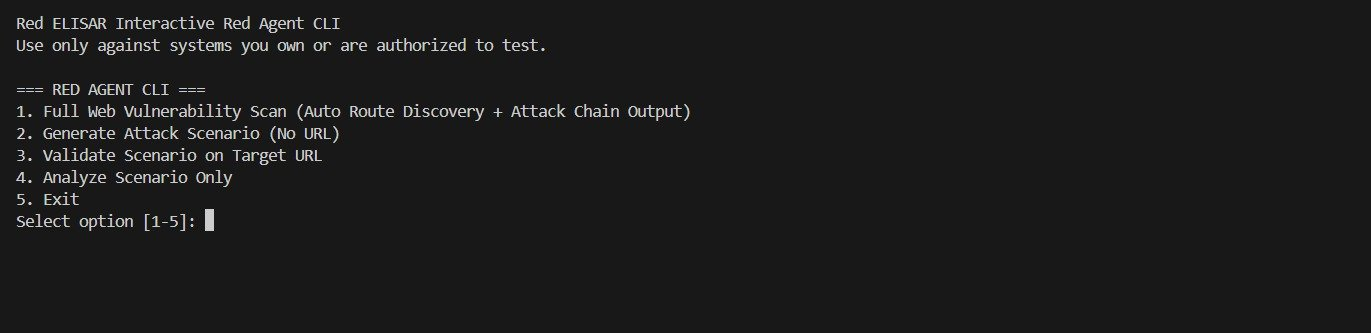 Red ELISAR Interactive Red Agent CLI
Use only against systems you own or are authorized to test.
=== RED AGENT CLI ===
1. Full Web Vulnerability Scan (Auto Route Discovery + Attack Chain Output)
2. Generate Attack Scenario (No URL)
3. Validate Scenario on Target URL
4. Analyze Scenario Only
5. Exit
Select option [1-5]: